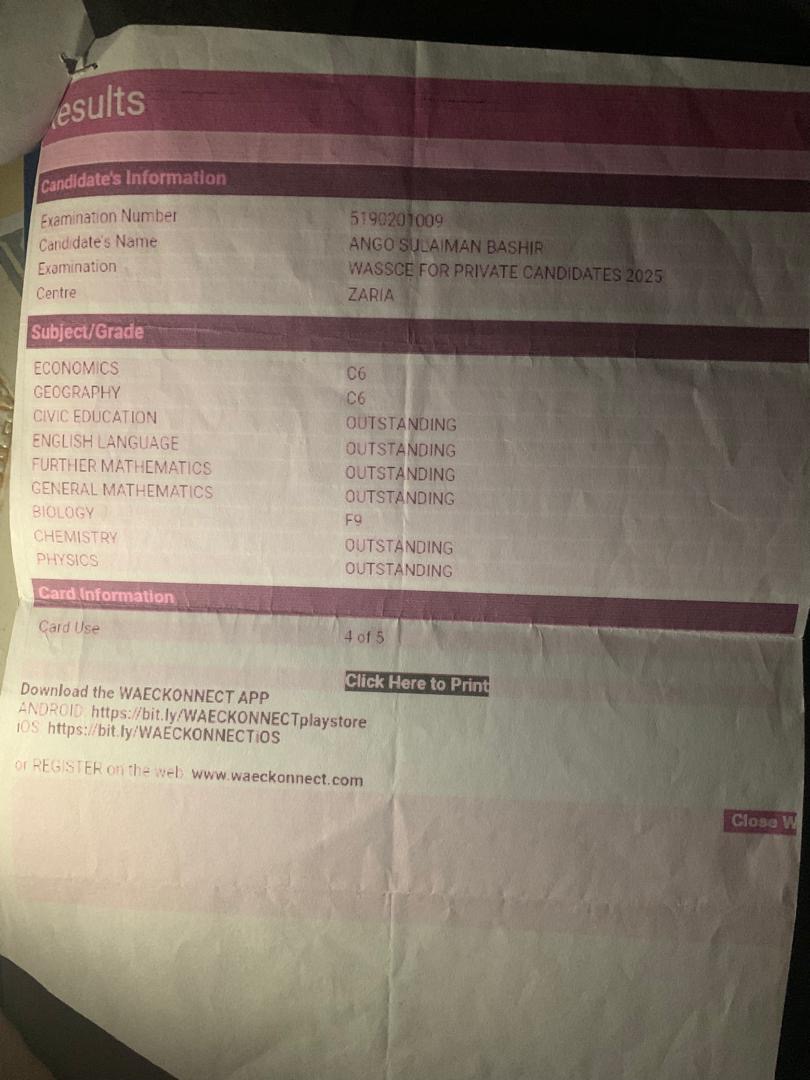 esults
Candidate's Information
Examination Number 5190201009
Candidate's Name ANGO SULAIMAN BASHIR
Examination WASSCE FOR PRIVATE CANDIDATES 2025
Centre ZARIA
Subject/Grade
ECONOMICS C6
GEOGRAPHY C6
CIVIC EDUCATION OUTSTANDING
ENGLISH LANGUAGE OUTSTANDING
FURTHER MATHEMATICS OUTSTANDING
GENERAL MATHEMATICS OUTSTANDING
BIOLOGY F9
CHEMISTRY OUTSTANDING
PHYSICS OUTSTANDING
Card Information
Card Use 4 of 5
Click Here to Print
Download the WAECKONNECT APP
ANDROID: https://bit.ly/WAECKONNECTplaystore
iOS: https://bit.ly/WAECKONNECTiOS
or REGISTER on the web: www.waeckonnect.com
Close W